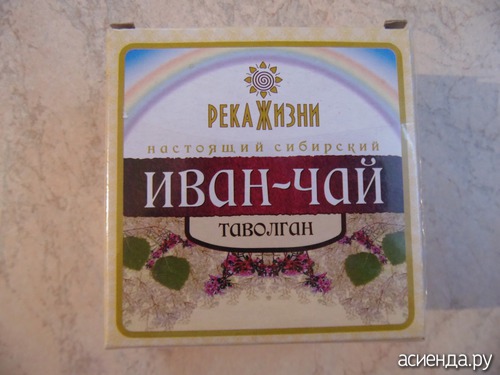 РЕКА ЖИЗНИ
настоящий сибирский
ИВАН-ЧАЙ
ТАВОЛГАН
асиенда.ру